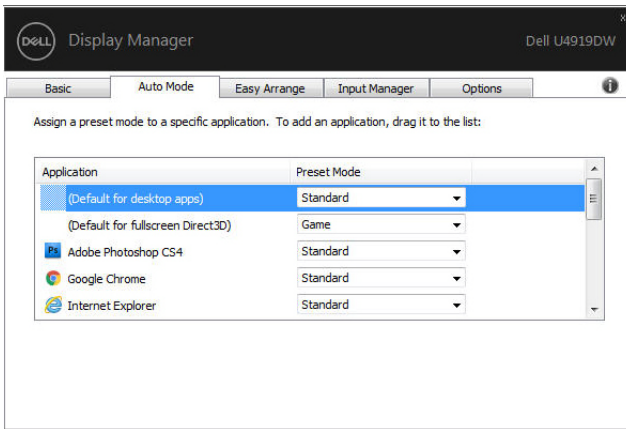 x
DELL Display Manager Dell U4919DW
Basic Auto Mode Easy Arrange Input Manager Options i
Assign a preset mode to a specific application. To add an application, drag it to the list:
Application Preset Mode
(Default for desktop apps) Standard
(Default for fullscreen Direct3D) Game
Ps Adobe Photoshop CS4 Standard
Google Chrome Standard
Internet Explorer Standard